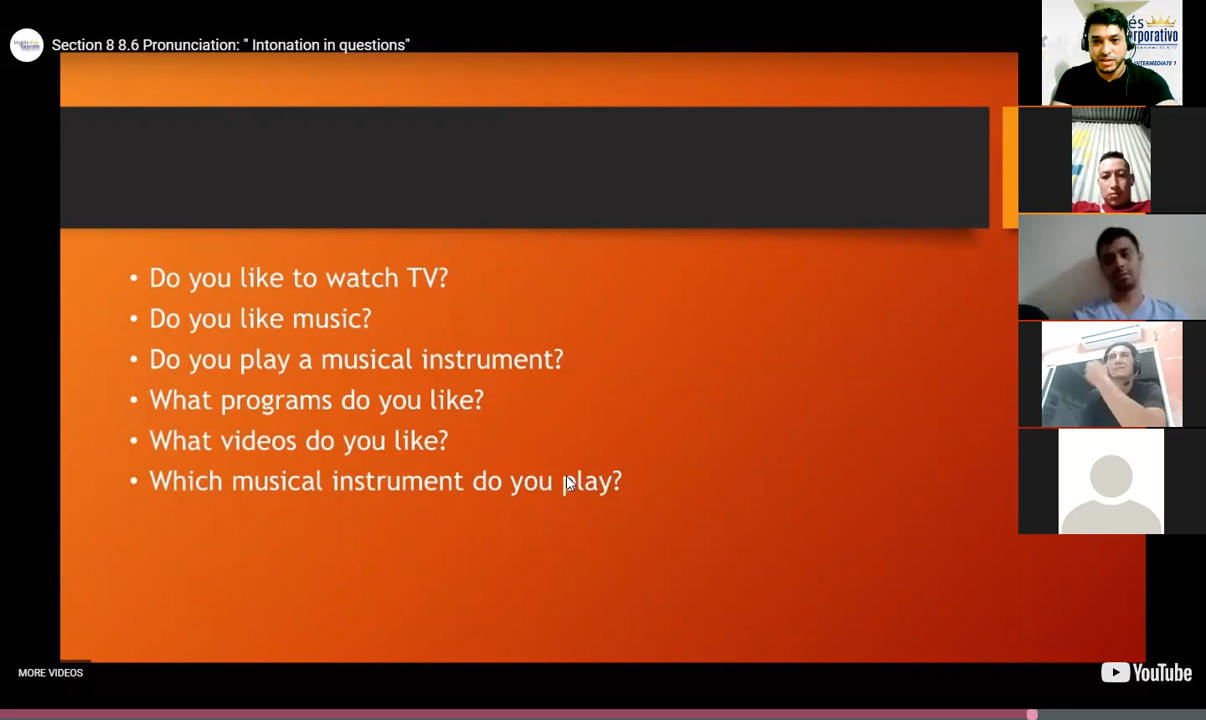 Section 8 8.6 Pronunciation: " Intonation in questions"
és
rporativo
INTERMEDIATE 1
• Do you like to watch TV?
• Do you like music?
• Do you play a musical instrument?
• What programs do you like?
• What videos do you like?
• Which musical instrument do you play?
MORE VIDEOS
YouTube